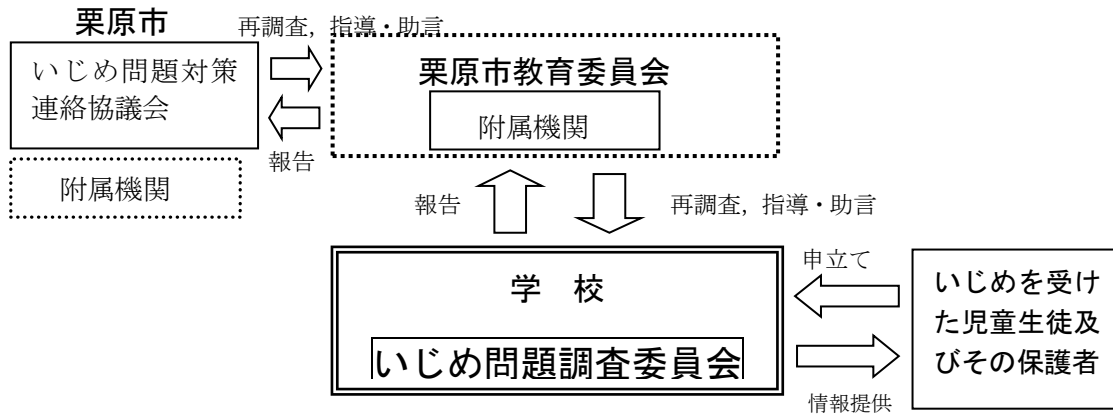 栗原市
再調査，指導・助言
いじめ問題対策
連絡協議会
栗原市教育委員会
附属機関
報告
附属機関
報告
再調査，指導・助言
学　校
いじめ問題調査委員会
申立て
いじめを受け
た児童生徒及
びその保護者
情報提供